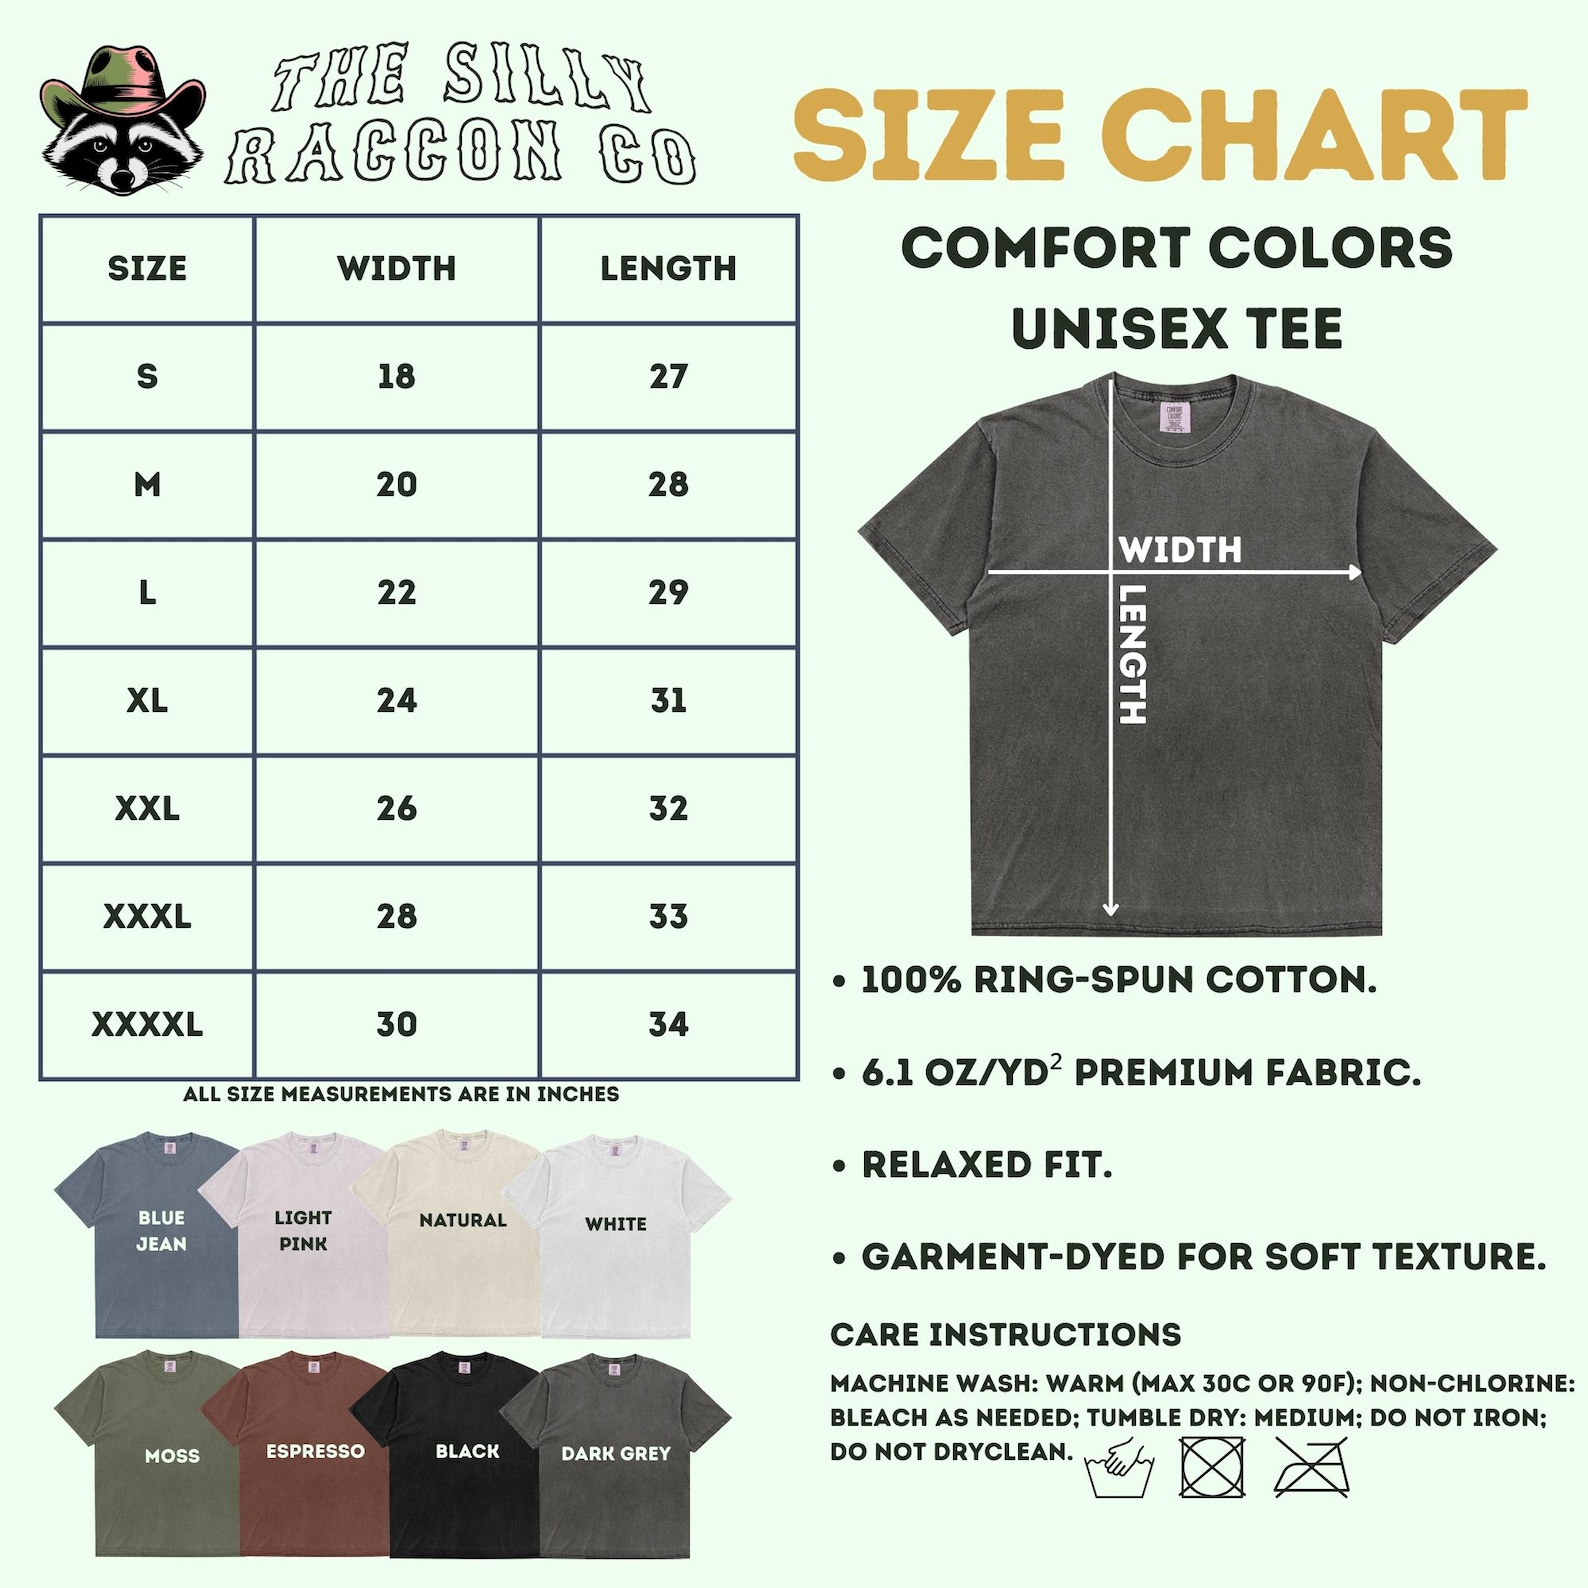 THE SILLY
RACCON CO
SIZE CHART
SIZE WIDTH LENGTH
S 18 27
M 20 28
L 22 29
XL 24 31
XXL 26 32
XXXL 28 33
XXXXL 30 34
ALL SIZE MEASUREMENTS ARE IN INCHES
BLUE
JEAN
LIGHT
PINK
NATURAL
WHITE
MOSS
ESPRESSO
BLACK
DARK GREY
COMFORT COLORS
UNISEX TEE
COMFORT
COLORS
WIDTH
LENGTH
• 100% RING-SPUN COTTON.
• 6.1 OZ/YD² PREMIUM FABRIC.
• RELAXED FIT.
• GARMENT-DYED FOR SOFT TEXTURE.
CARE INSTRUCTIONS
MACHINE WASH: WARM (MAX 30C OR 90F); NON-CHLORINE:
BLEACH AS NEEDED; TUMBLE DRY: MEDIUM; DO NOT IRON;
DO NOT DRYCLEAN.